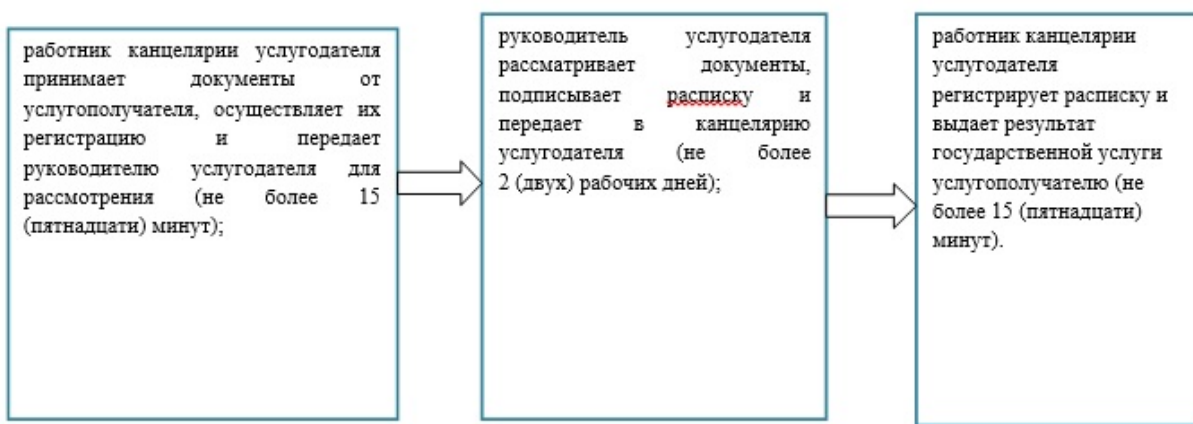 работник канцелярии услугодателя
принимает документы от
услугополучателя, осуществляет их
регистрацию и передает
руководителю услугодателя для
рассмотрения (не более 15
(пятнадцати) минут);
руководитель услугодателя
рассматривает документы,
подписывает расписку и
передает в канцелярию
услугодателя (не более
2 (двух) рабочих дней);
работник канцелярии
услугодателя
регистрирует расписку и
выдает результат
государственной услуги
услугополучателю (не
более 15 (пятнадцати)
минут).